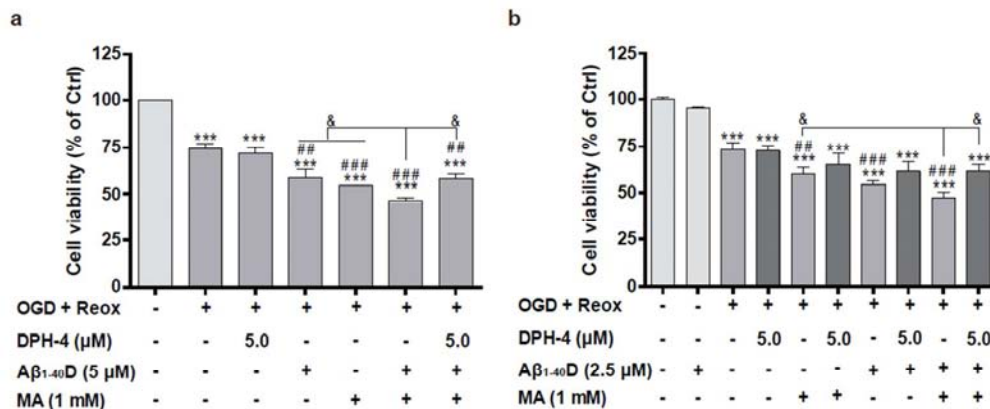 a
Cell viability (% of Ctrl)
125
100
75
50
25
0
& &
*** ***
## ***
### ***
### ***
## ***
OGD + Reox - + + + + + +
DPH-4 (µM) - - 5.0 - - - 5.0
Aβ₁₋₄₀D (5 µM) - - - + - + +
MA (1 mM) - - - - + + +
b
Cell viability (% of Ctrl)
125
100
75
50
25
0
& &
*** ***
## ***
***
### ***
***
### ***
***
OGD + Reox - - + + + + + + + +
DPH-4 (µM) - - - 5.0 - 5.0 - 5.0 - 5.0
Aβ₁₋₄₀D (2.5 µM) - + - - - - + + + +
MA (1 mM) - - - - + + - - + +